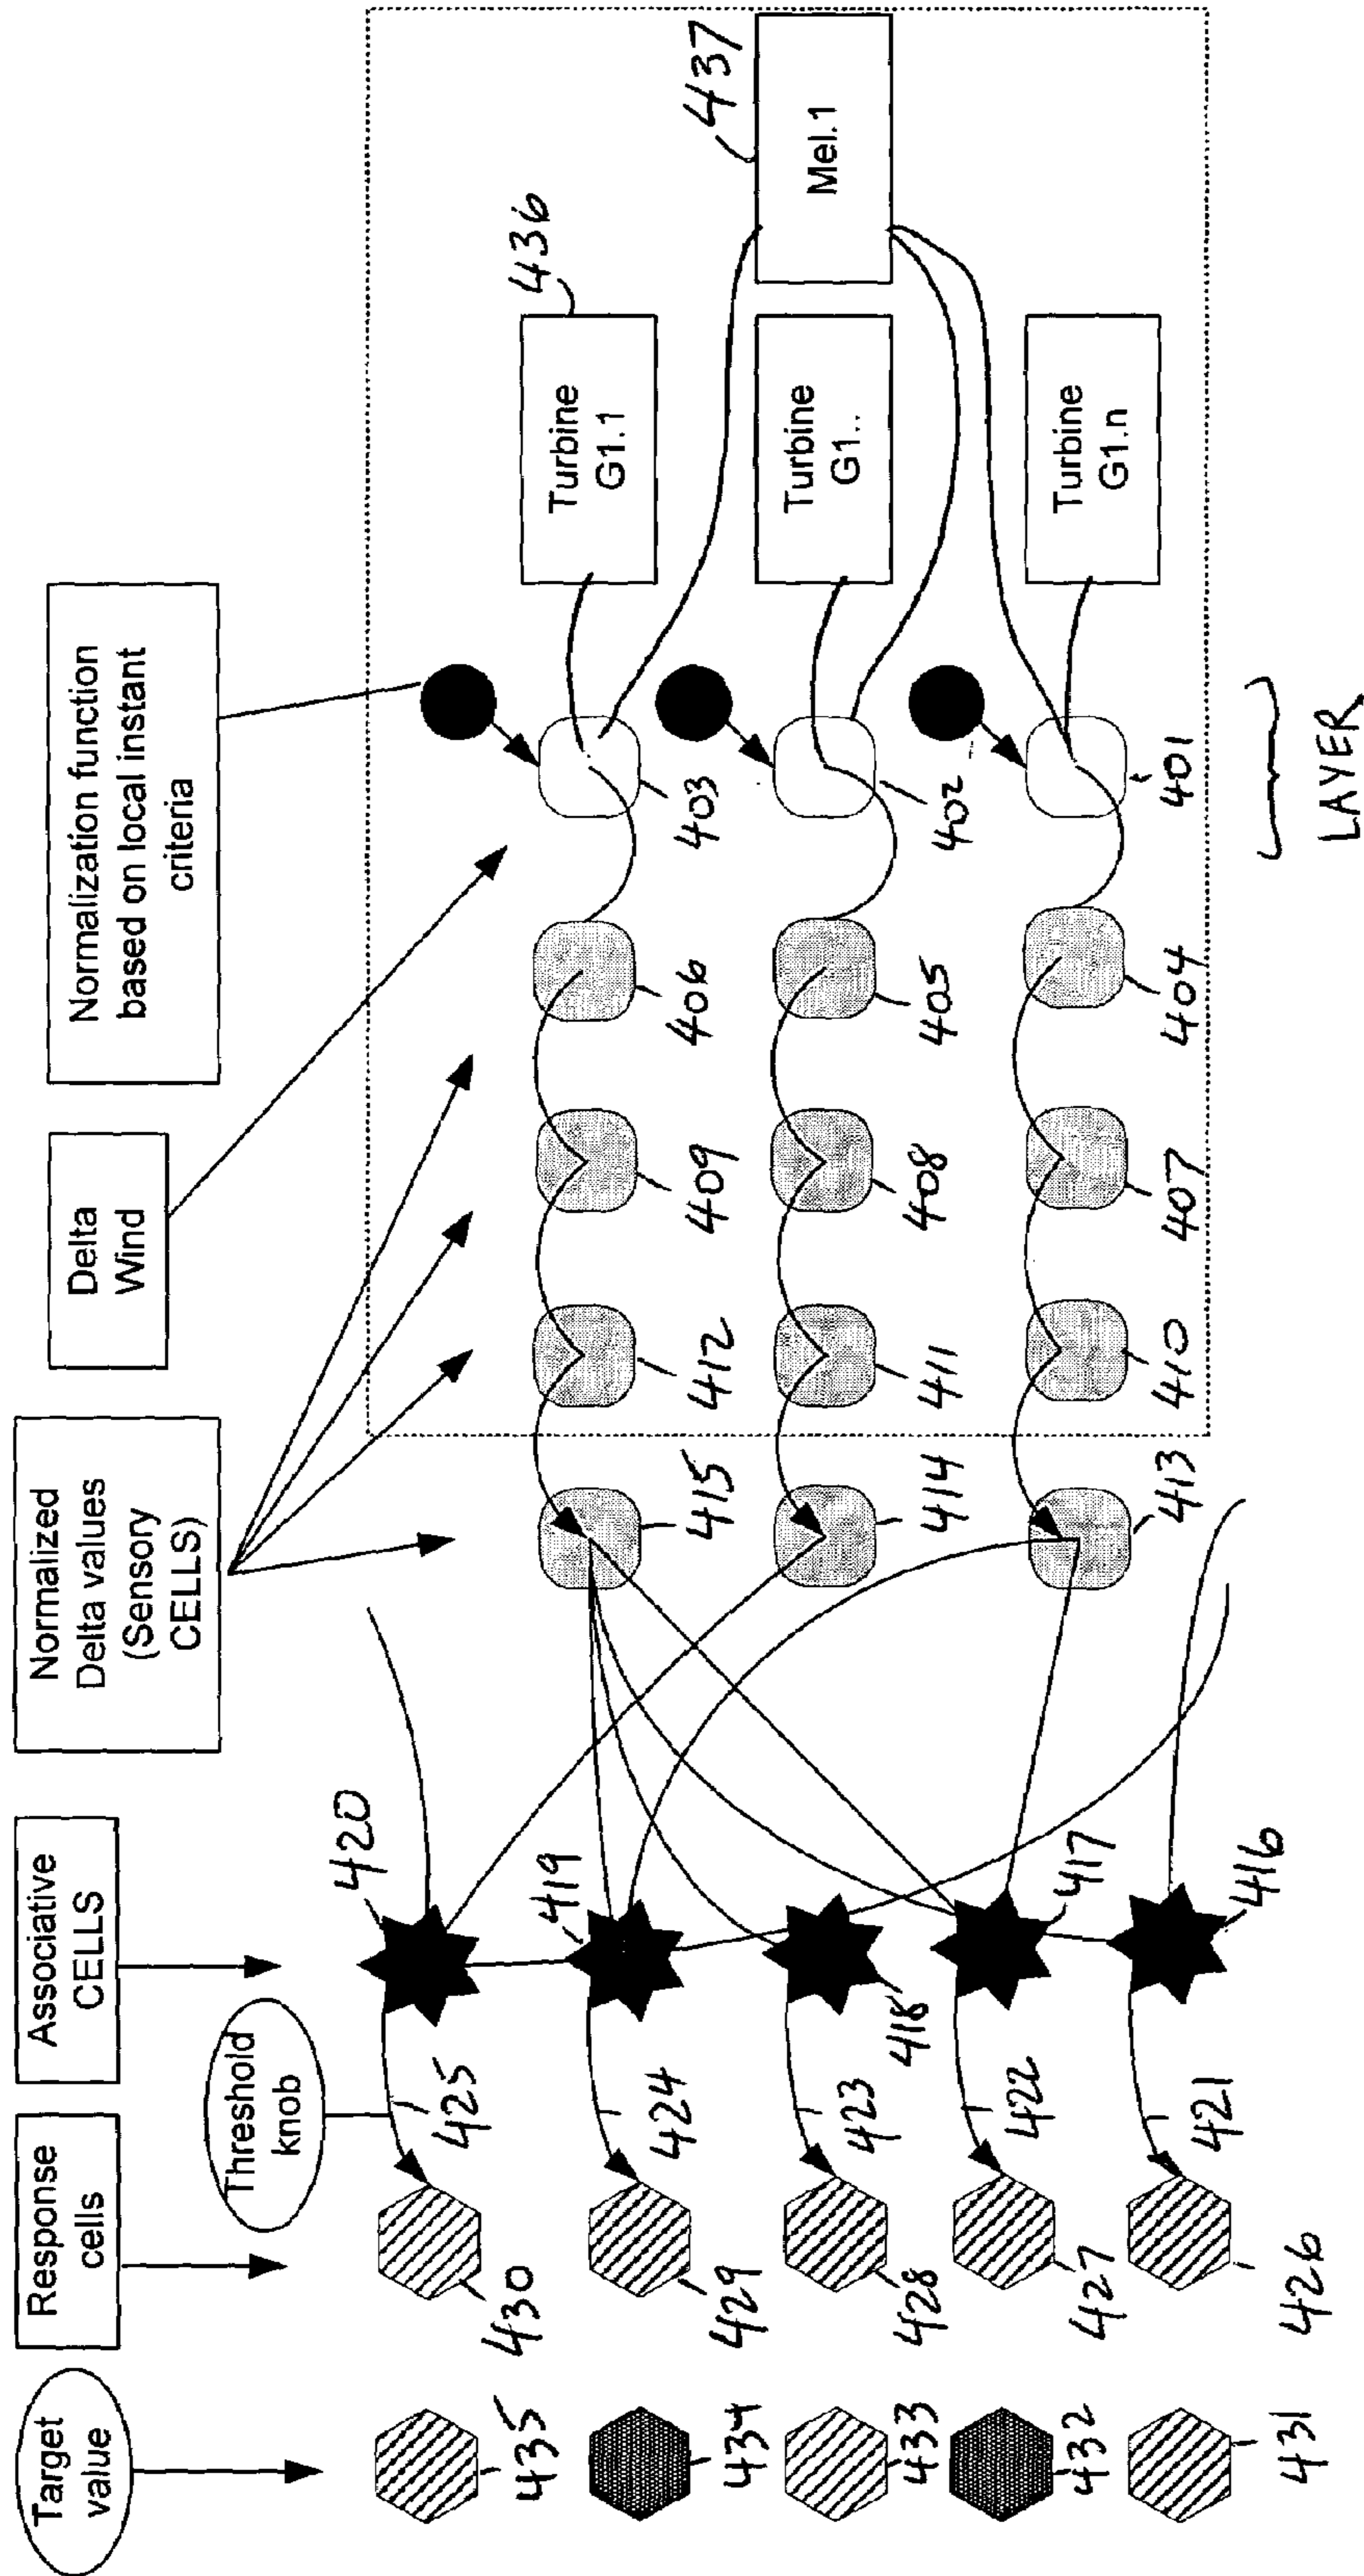 Target
value
Response
cells
Threshold
knob
Associative
CELLS
Normalized
Delta values
(Sensory
CELLS)
Delta
Wind
Normalization function
based on local instant
criteria
435
430
425
420
434
429
424
419
415
412
409
406
403
Turbine
G1.1
436
433
428
423
418
414
411
408
405
402
Turbine
G1..
Mel.1
437
432
427
422
417
413
410
407
404
401
Turbine
G1.n
431
426
421
416
LAYER